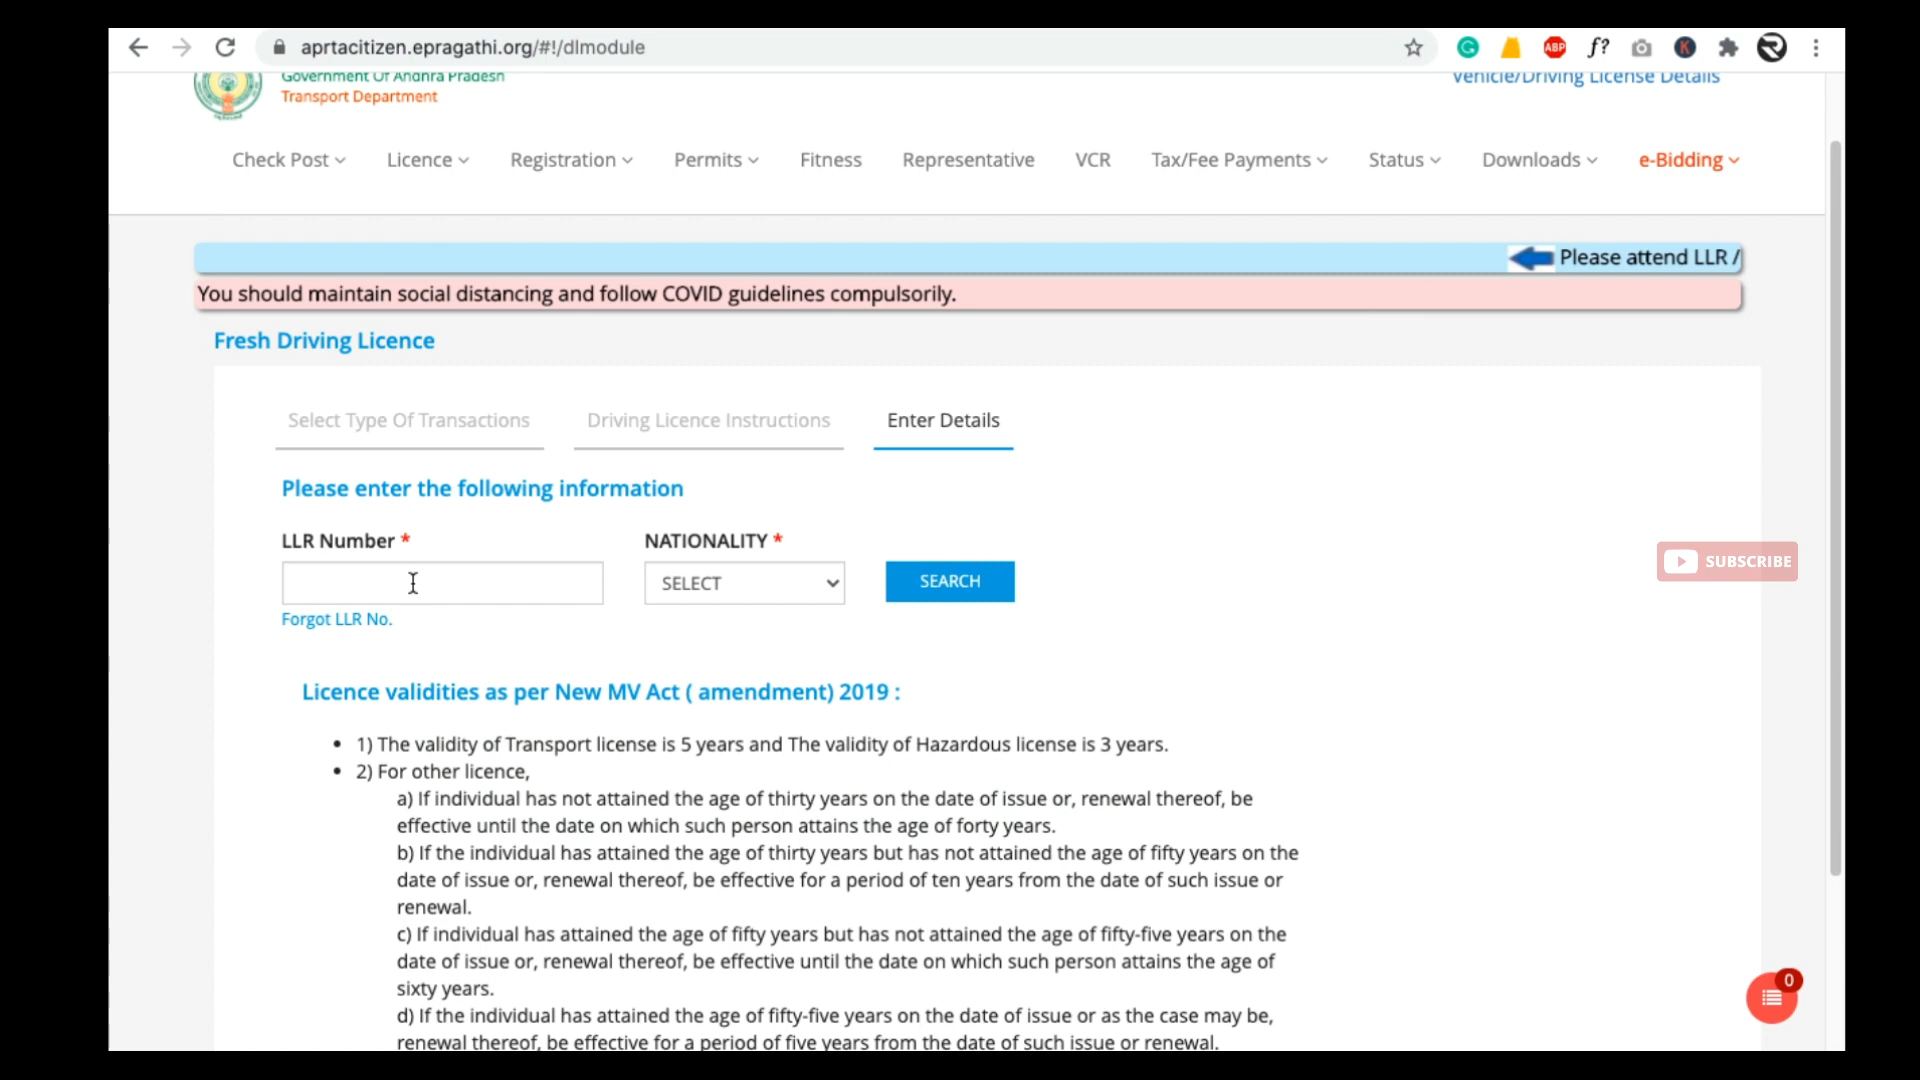 aprtacitizen.epragathi.org/#!/dlmodule
ABP
f?
K
Government Of Andhra Pradesh
Transport Department
Vehicle/Driving License Details
Check Post
Licence
Registration
Permits
Fitness
Representative
VCR
Tax/Fee Payments
Status
Downloads
e-Bidding
Please attend LLR /
You should maintain social distancing and follow COVID guidelines compulsorily.
Fresh Driving Licence
Select Type Of Transactions
Driving Licence Instructions
Enter Details
Please enter the following information
LLR Number *
NATIONALITY *
SELECT
SEARCH
SUBSCRIBE
Forgot LLR No.
Licence validities as per New MV Act ( amendment) 2019 :
• 1) The validity of Transport license is 5 years and The validity of Hazardous license is 3 years.
• 2) For other licence,
a) If individual has not attained the age of thirty years on the date of issue or, renewal thereof, be
effective until the date on which such person attains the age of forty years.
b) If the individual has attained the age of thirty years but has not attained the age of fifty years on the
date of issue or, renewal thereof, be effective for a period of ten years from the date of such issue or
renewal.
c) If individual has attained the age of fifty years but has not attained the age of fifty-five years on the
date of issue or, renewal thereof, be effective until the date on which such person attains the age of
sixty years.
0
d) If the individual has attained the age of fifty-five years on the date of issue or as the case may be,
renewal thereof, be effective for a period of five years from the date of such issue or renewal.